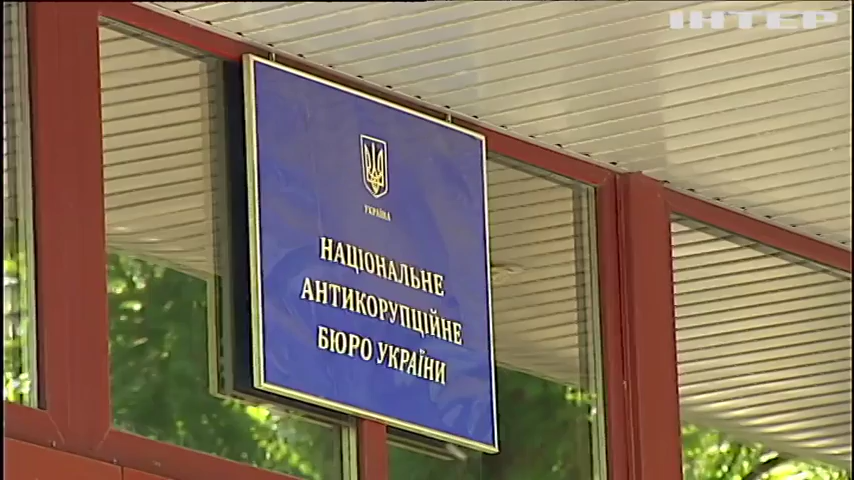 ІНТЕР
УКРАЇНА
НАЦІОНАЛЬНЕ
АНТИКОРУПЦІЙНЕ
БЮРО УКРАЇНИ